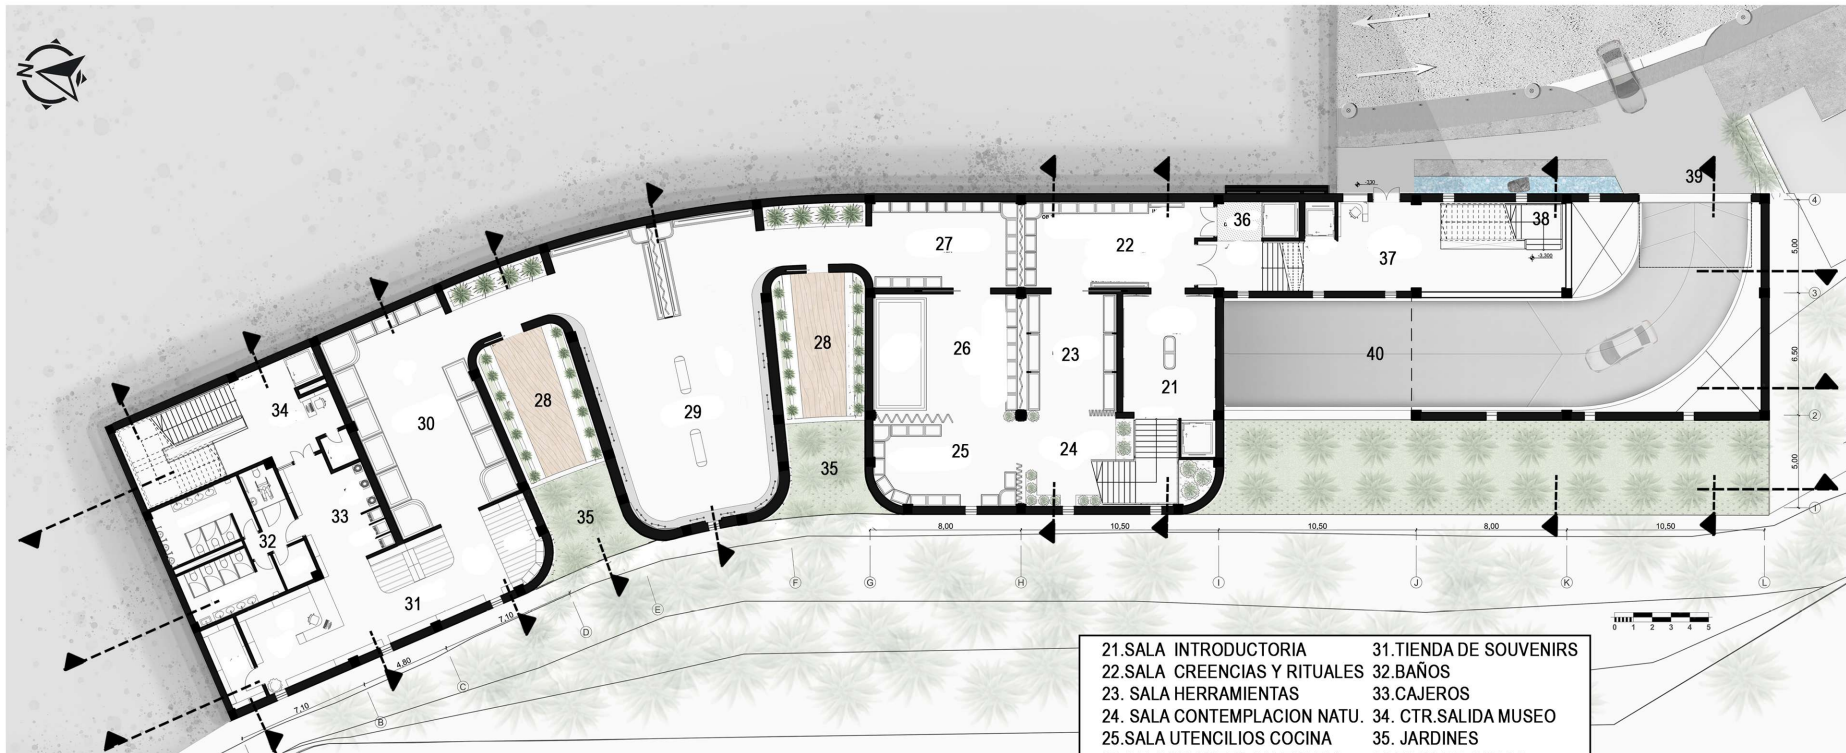 N
39
4
-330
36
38
22
27
37
-3.300
5,00
3
28
26
23
40
6,50
21
34
28
29
30
2
25
24
35
5,00
33
35
32
1
8,00
10,50
10,50
8,00
10,50
31
F
G
H
I
J
K
L
E
7,10
D
0 1 2 3 4 5
4,80
C
7,10
B
21.SALA INTRODUCTORIA 31.TIENDA DE SOUVENIRS
22.SALA CREENCIAS Y RITUALES 32.BAÑOS
23. SALA HERRAMIENTAS 33.CAJEROS
24. SALA CONTEMPLACION NATU. 34. CTR.SALIDA MUSEO
25.SALA UTENCILIOS COCINA 35. JARDINES